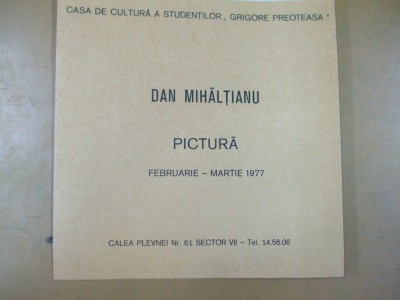 CASA DE CULTURĂ A STUDENȚILOR „ GRIGORE PREOTEASA "
DAN MIHĂLȚIANU
PICTURĂ
FEBRUARIE – MARTIE 1977
CALEA PLEVNEI Nr. 61 SECTOR VII – Tel. 14.56.06